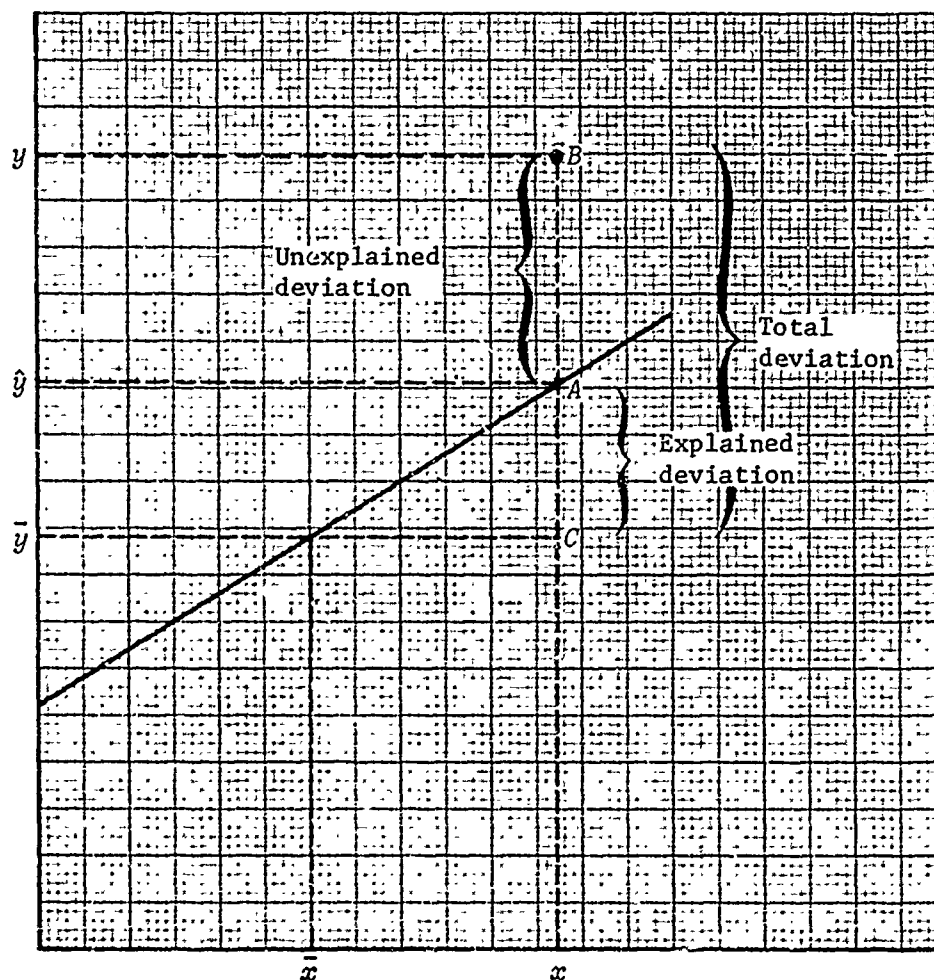 y
B
Unexplained
deviation
Total
deviation
ŷ
A
Explained
deviation
ȳ
C
x̄
x